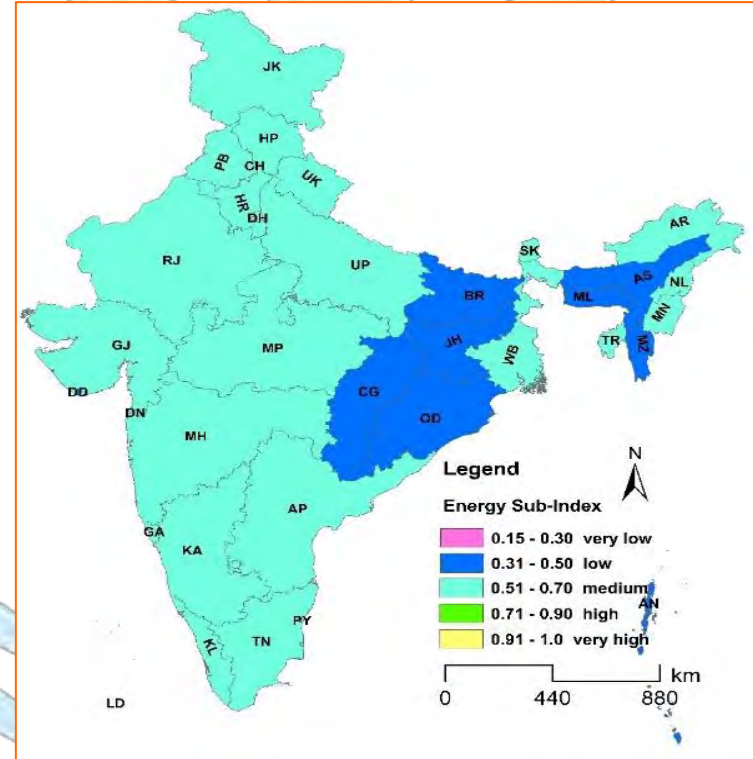 JK
HP
PB
CH
UK
HR
DH
RJ
UP
SK
AR
AS
NL
BR
ML
MN
GJ
MP
JH
WB
TR
MZ
DD
CG
DN
OD
MH
N
Legend
AP
Energy Sub-Index
GA
KA
0.15 - 0.30 very low
0.31 - 0.50 low
0.51 - 0.70 medium
0.71 - 0.90 high
0.91 - 1.0 very high
AN
PY
KL
TN
km
0 440 880
LD